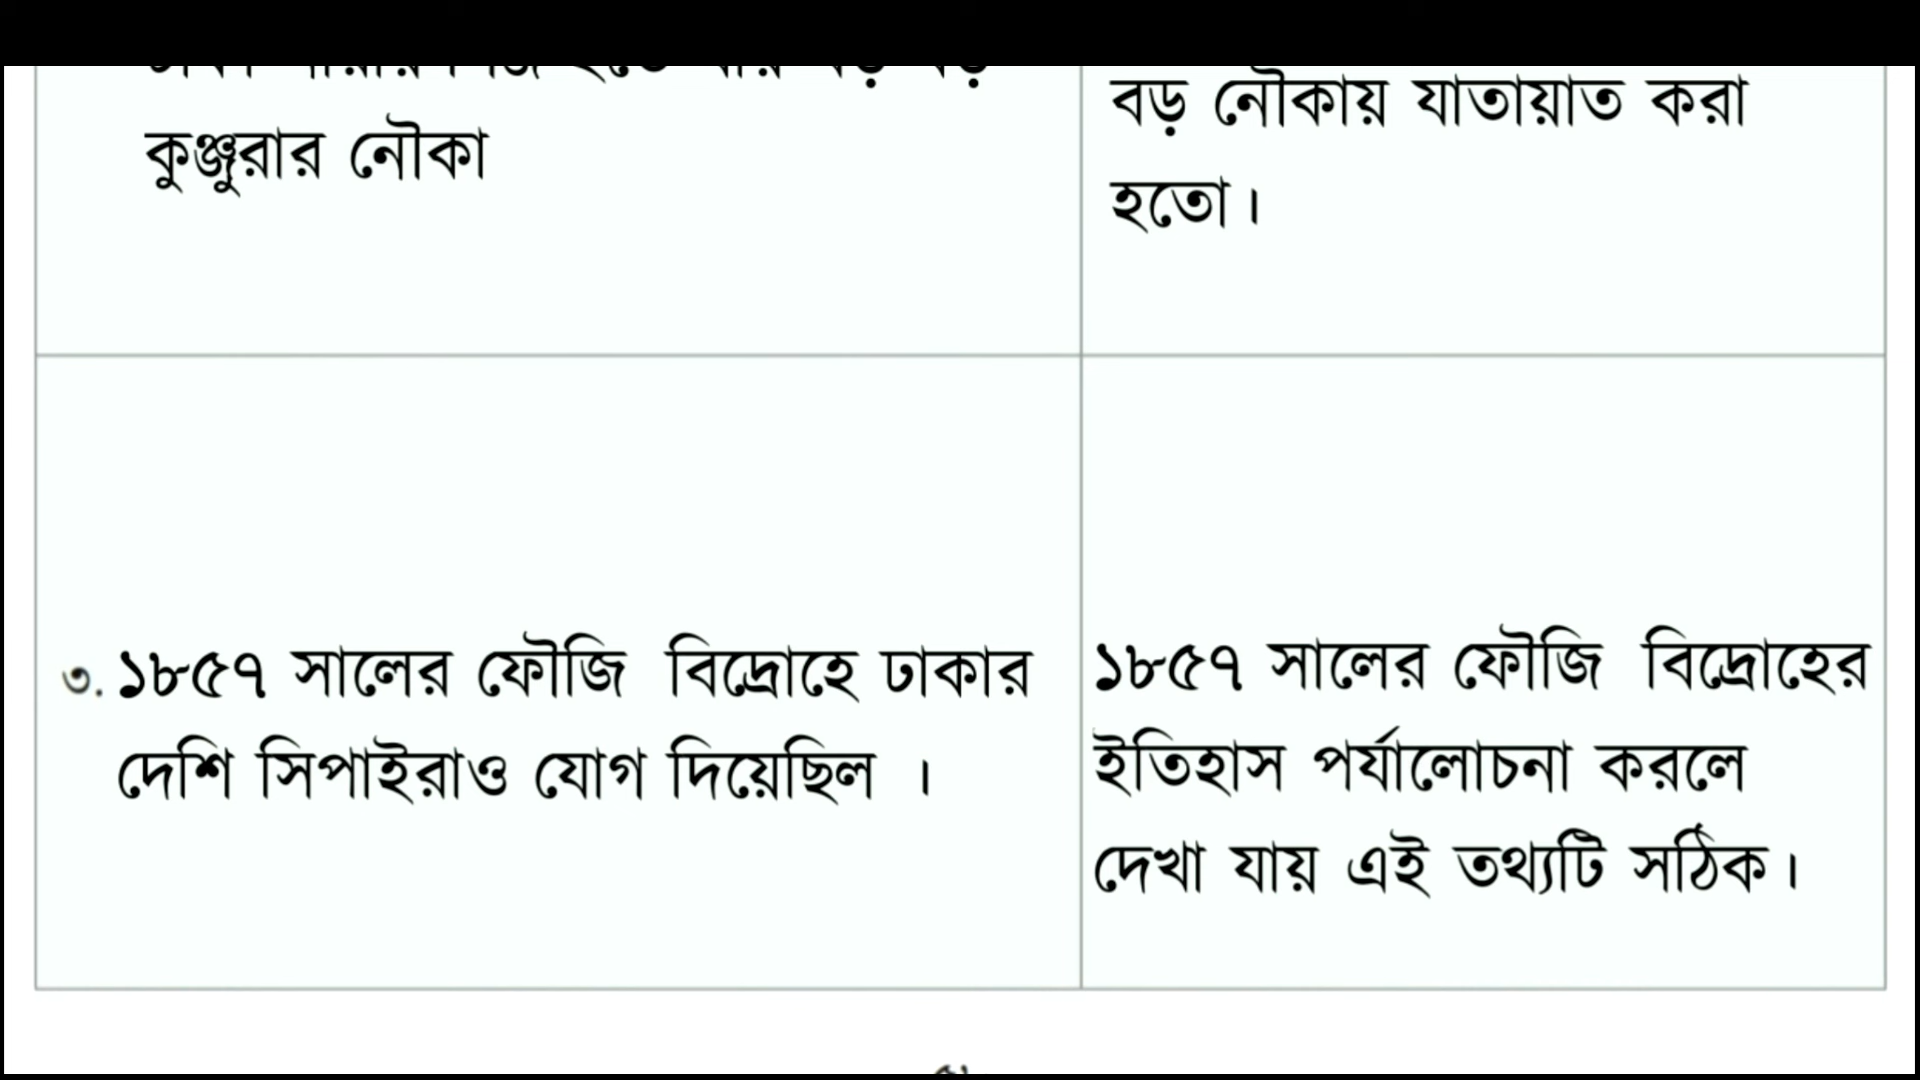 কুঞ্জুরার নৌকা
বড় নৌকায় যাতায়াত করা
হতো।
৩. ১৮৫৭ সালের ফৌজি বিদ্রোহে ঢাকার
দেশি সিপাইরাও যোগ দিয়েছিল ।
১৮৫৭ সালের ফৌজি বিদ্রোহের
ইতিহাস পর্যালোচনা করলে
দেখা যায় এই তথ্যটি সঠিক।